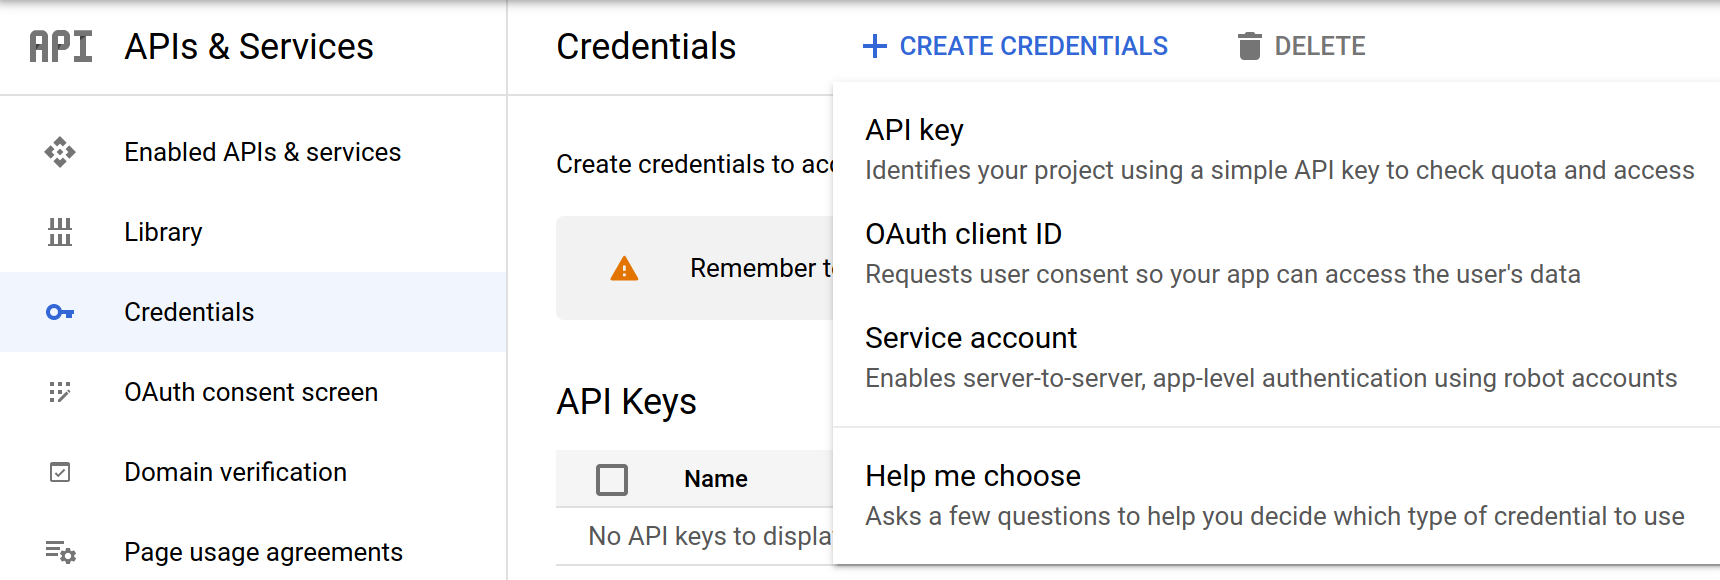 API APIs & Services
Enabled APIs & services
Library
Credentials
OAuth consent screen
Domain verification
Page usage agreements
Credentials
CREATE CREDENTIALS
DELETE
Create credentials to acc
Remember t
API Keys
Name
No API keys to displa
API key
Identifies your project using a simple API key to check quota and access
OAuth client ID
Requests user consent so your app can access the user's data
Service account
Enables server-to-server, app-level authentication using robot accounts
Help me choose
Asks a few questions to help you decide which type of credential to use